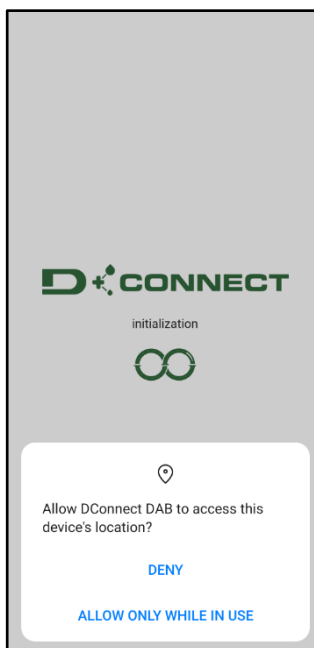 D+CONNECT
initialization
Allow DConnect DAB to access this
device's location?
DENY
ALLOW ONLY WHILE IN USE